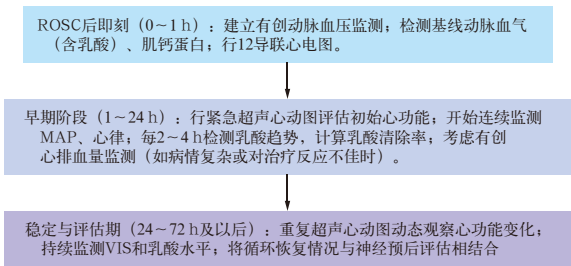 ROSC后即刻（0～1 h）：建立有创动脉血压监测；检测基线动脉血气
（含乳酸）、肌钙蛋白；行12导联心电图。
早期阶段（1～24 h）：行紧急超声心动图评估初始心功能；开始连续监测
MAP、心律；每2～4 h检测乳酸趋势，计算乳酸清除率；考虑有创
心排血量监测（如病情复杂或对治疗反应不佳时）。
稳定与评估期（24～72 h及以后）：重复超声心动图动态观察心功能变化；
持续监测VIS和乳酸水平；将循环恢复情况与神经预后评估相结合